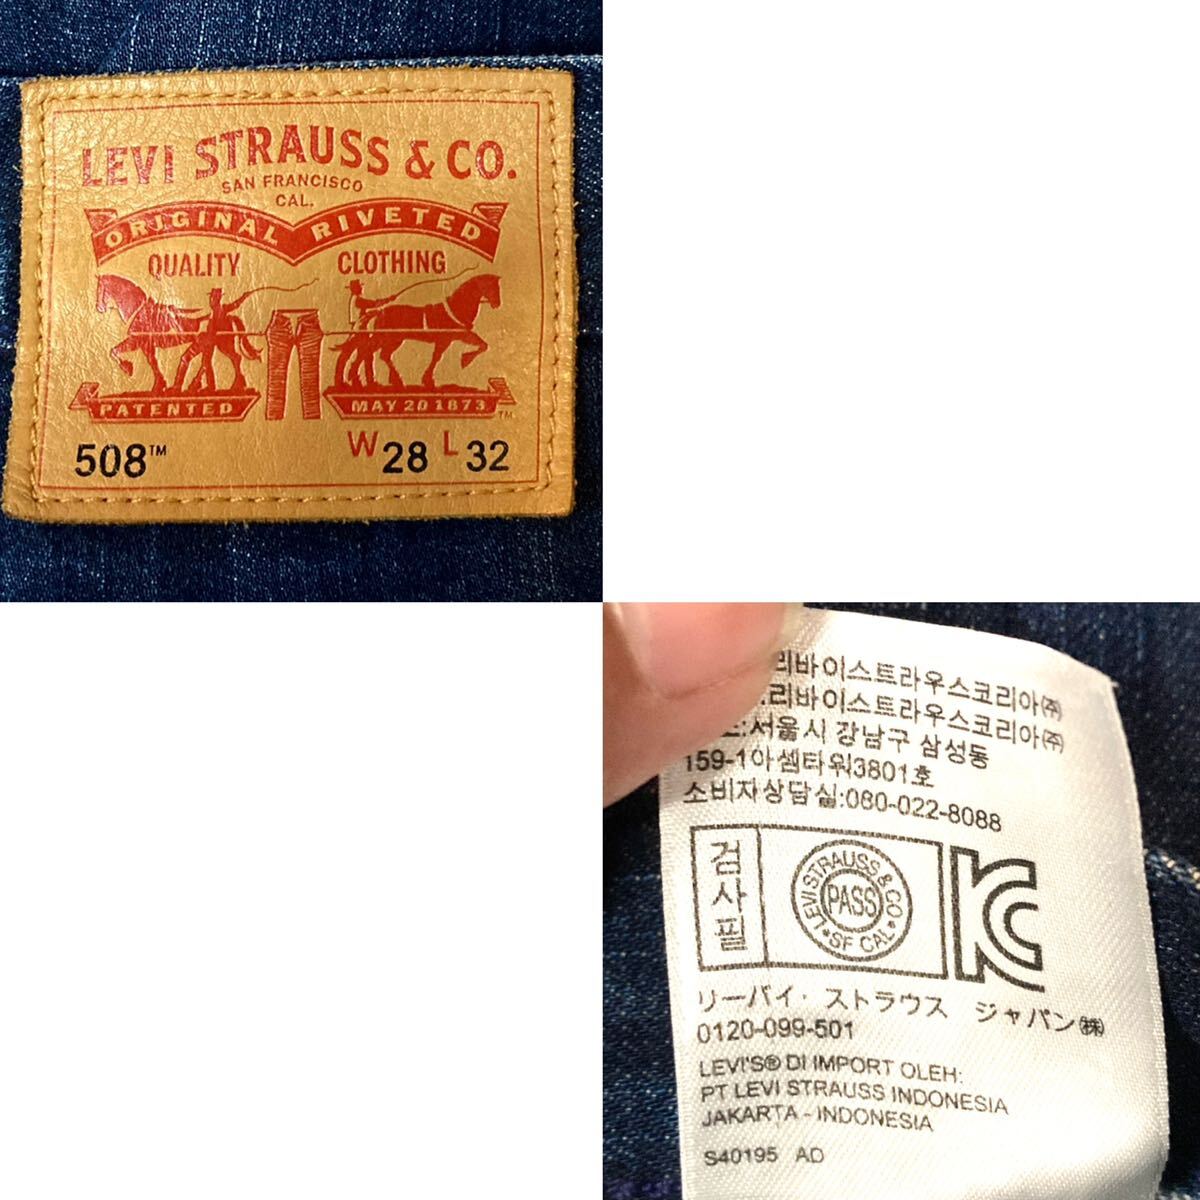 LEVI STRAUSS & CO.
SAN FRANCISCO
CAL.
ORIGINAL RIVETED
QUALITY CLOTHING
PATENTED MAY 20 1873 ™
508™ W 28 L 32
리바이스트라우스코리아㈜
리바이스트라우스코리아㈜
:서울시 강남구 삼성동
159-1아셈타워3801호
소비자상담실:080-022-8088
검사필
LEVI STRAUSS & CO
PASS
SF CAL
KC
リーバイ・ストラウス ジャパン㈱
0120-099-501
LEVI'S® DI IMPORT OLEH:
PT LEVI STRAUSS INDONESIA
JAKARTA - INDONESIA
S40195 AD